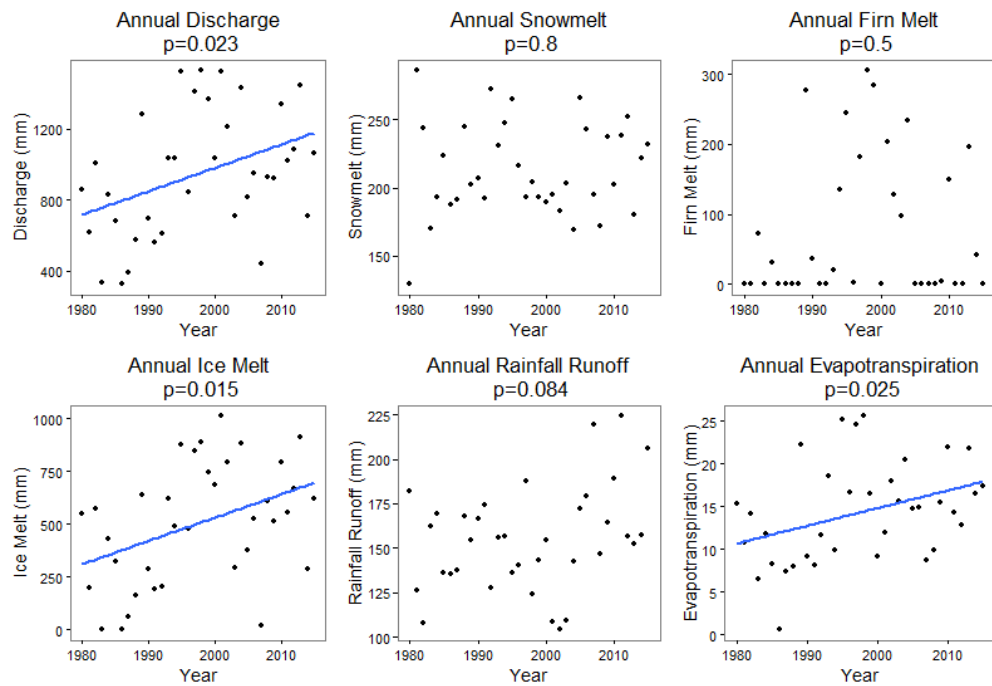 Annual Discharge
p=0.023
Discharge (mm)
1200
800
400
1980 1990 2000 2010
Year
Annual Snowmelt
p=0.8
Snowmelt (mm)
250
200
150
1980 1990 2000 2010
Year
Annual Firn Melt
p=0.5
Firn Melt (mm)
300
200
100
0
1980 1990 2000 2010
Year
Annual Ice Melt
p=0.015
Ice Melt (mm)
1000
750
500
250
0
1980 1990 2000 2010
Year
Annual Rainfall Runoff
p=0.084
Rainfall Runoff (mm)
225
200
175
150
125
100
1980 1990 2000 2010
Year
Annual Evapotranspiration
p=0.025
Evapotranspiration (mm)
25
20
15
10
5
0
1980 1990 2000 2010
Year